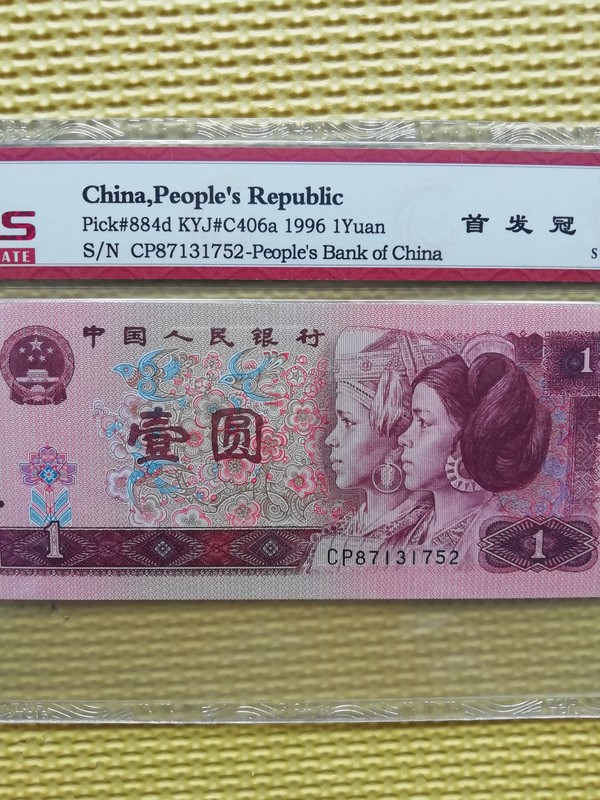 China,People's Republic
Pick#884d KYJ#C406a 1996 1Yuan
首发冠
S/N CP87131752-People's Bank of China
S
S
ATE
中国人民银行
1
壹圆
1
CP87131752
1